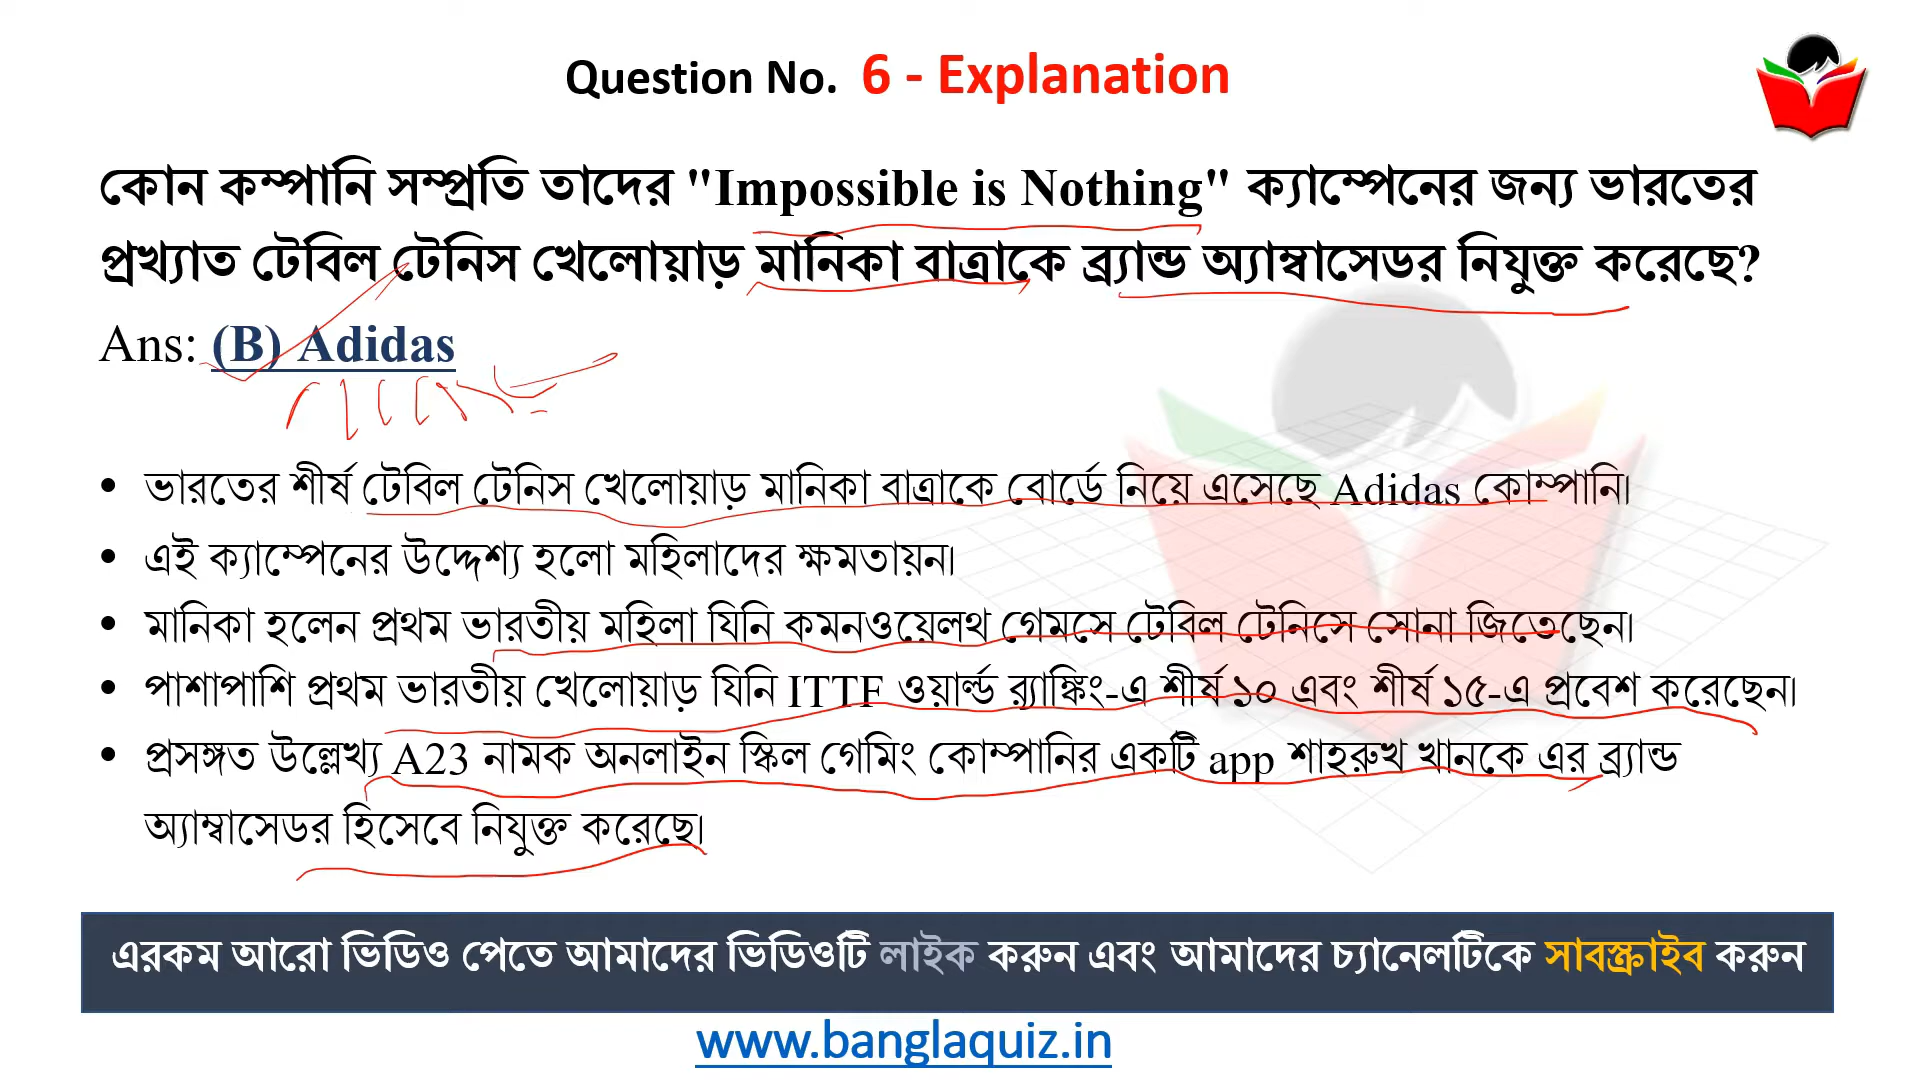 Question No. 6 - Explanation
কোন কম্পানি সম্প্রতি তাদের "Impossible is Nothing" ক্যাম্পেনের জন্য ভারতের
প্রখ্যাত টেবিল টেনিস খেলোয়াড় মানিকা বাত্রাকে ব্র্যান্ড অ্যাম্বাসেডর নিযুক্ত করেছে?
Ans: (B) Adidas
• ভারতের শীর্ষ টেবিল টেনিস খেলোয়াড় মানিকা বাত্রাকে বোর্ডে নিয়ে এসেছে Adidas কোম্পানি।
• এই ক্যাম্পেনের উদ্দেশ্য হলো মহিলাদের ক্ষমতায়ন।
• মানিকা হলেন প্রথম ভারতীয় মহিলা যিনি কমনওয়েলথ গেমসে টেবিল টেনিসে সোনা জিতেছেন।
• পাশাপাশি প্রথম ভারতীয় খেলোয়াড় যিনি ITTF ওয়ার্ল্ড র‍্যাঙ্কিং-এ শীর্ষ ১০ এবং শীর্ষ ১৫-এ প্রবেশ করেছেন।
• প্রসঙ্গত উল্লেখ্য A23 নামক অনলাইন স্কিল গেমিং কোম্পানির একটি app শাহরুখ খানকে এর ব্র্যান্ড
অ্যাম্বাসেডর হিসেবে নিযুক্ত করেছে।
এরকম আরো ভিডিও পেতে আমাদের ভিডিওটি লাইক করুন এবং আমাদের চ্যানেলটিকে সাবস্ক্রাইব করুন
www.banglaquiz.in